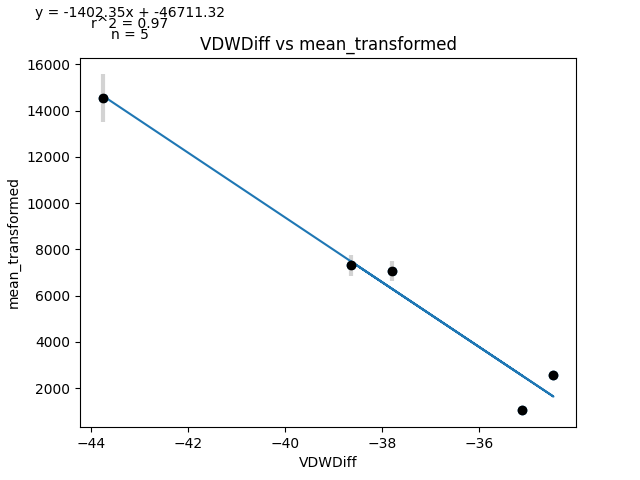 y = -1402.35x + -46711.32
r^2 = 0.97
n = 5
VDWDiff vs mean_transformed
16000
14000
12000
10000
8000
6000
4000
2000
mean_transformed
−44 −42 −40 −38 −36
VDWDiff